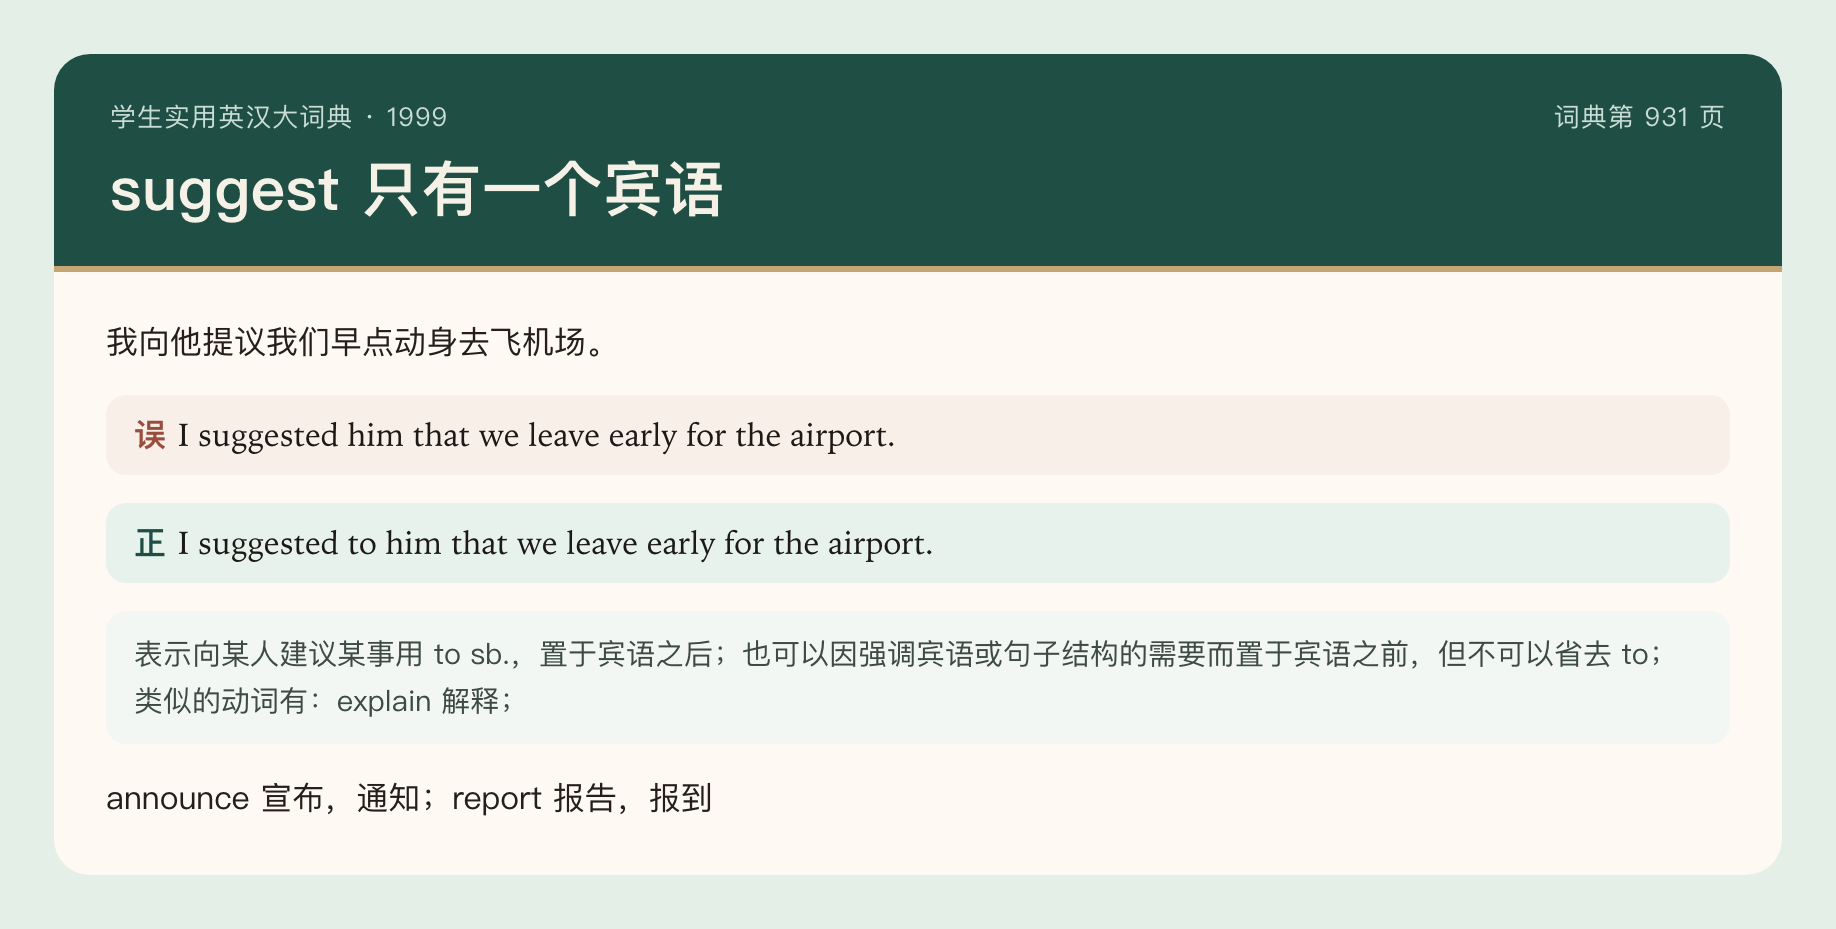 学生实用英汉大词典 · 1999
词典第 931 页
suggest 只有一个宾语
我向他提议我们早点动身去飞机场。
误 I suggested him that we leave early for the airport.
正 I suggested to him that we leave early for the airport.
表示向某人建议某事用 to sb.，置于宾语之后；也可以因强调宾语或句子结构的需要而置于宾语之前，但不可以省去 to；
类似的动词有：explain 解释；
announce 宣布，通知；report 报告，报到